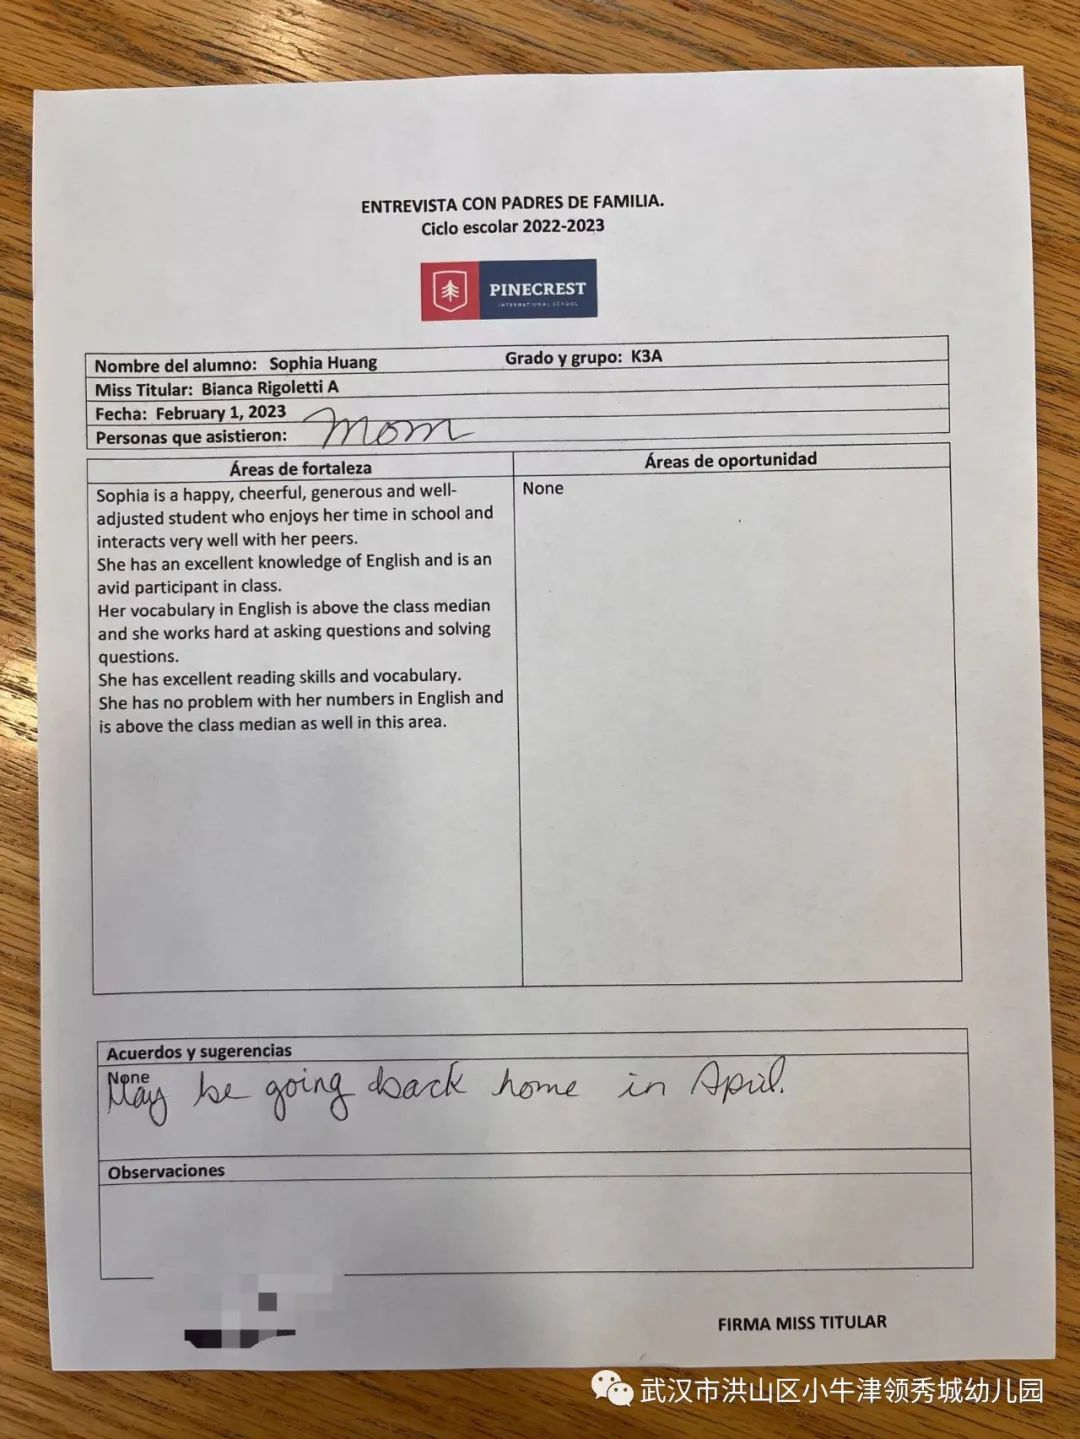 ENTREVISTA CON PADRES DE FAMILIA.
Ciclo escolar 2022-2023
PINECREST
INTERNATIONAL SCHOOL
Nombre del alumno: Sophia Huang Grado y grupo: K3A
Miss Titular: Bianca Rigoletti A
Fecha: February 1, 2023
Personas que asistieron: Mom
Áreas de fortaleza
Sophia is a happy, cheerful, generous and well-
adjusted student who enjoys her time in school and
interacts very well with her peers.
She has an excellent knowledge of English and is an
avid participant in class.
Her vocabulary in English is above the class median
and she works hard at asking questions and solving
questions.
She has excellent reading skills and vocabulary.
She has no problem with her numbers in English and
is above the class median as well in this area.
Áreas de oportunidad
None
Acuerdos y sugerencias
None
May be going back home in April.
Observaciones
FIRMA MISS TITULAR
武汉市洪山区小牛津领秀城幼儿园